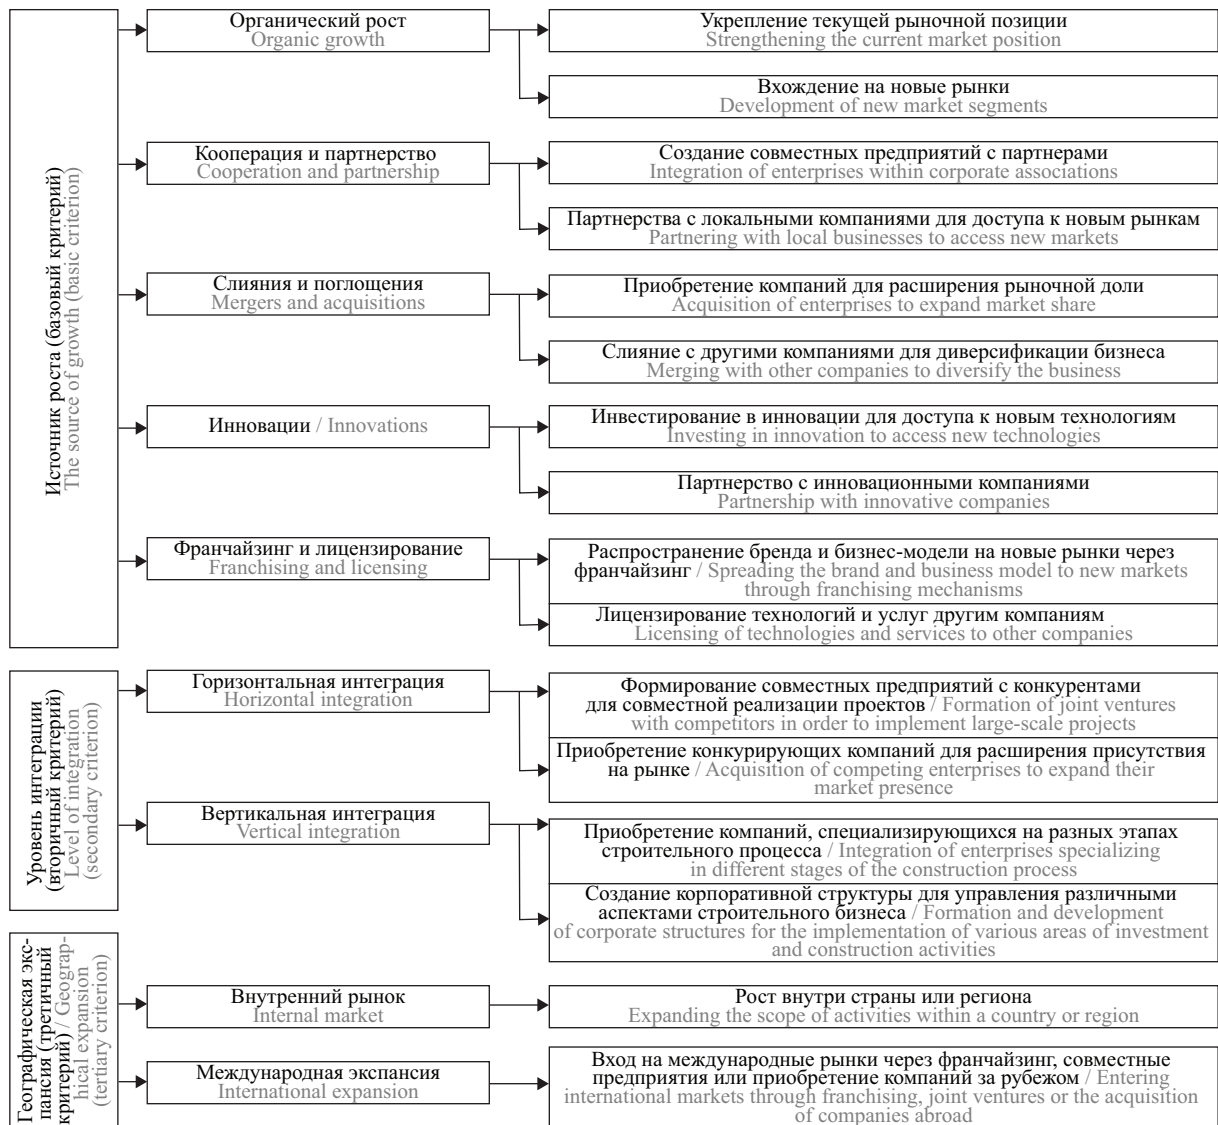 Источник роста (базовый критерий)
The source of growth (basic criterion)
Органический рост
Organic growth
Укрепление текущей рыночной позиции
Strengthening the current market position
Вхождение на новые рынки
Development of new market segments
Кооперация и партнерство
Cooperation and partnership
Создание совместных предприятий с партнерами
Integration of enterprises within corporate associations
Партнерства с локальными компаниями для доступа к новым рынкам
Partnering with local businesses to access new markets
Слияния и поглощения
Mergers and acquisitions
Приобретение компаний для расширения рыночной доли
Acquisition of enterprises to expand market share
Слияние с другими компаниями для диверсификации бизнеса
Merging with other companies to diversify the business
Инновации / Innovations
Инвестирование в инновации для доступа к новым технологиям
Investing in innovation to access new technologies
Партнерство с инновационными компаниями
Partnership with innovative companies
Франчайзинг и лицензирование
Franchising and licensing
Распространение бренда и бизнес-модели на новые рынки через
франчайзинг / Spreading the brand and business model to new markets
through franchising mechanisms
Лицензирование технологий и услуг другим компаниям
Licensing of technologies and services to other companies
Уровень интеграции
(вторичный критерий)
Level of integration
(secondary criterion)
Горизонтальная интеграция
Horizontal integration
Формирование совместных предприятий с конкурентами
для совместной реализации проектов / Formation of joint ventures
with competitors in order to implement large-scale projects
Приобретение конкурирующих компаний для расширения присутствия
на рынке / Acquisition of competing enterprises to expand their
market presence
Вертикальная интеграция
Vertical integration
Приобретение компаний, специализирующихся на разных этапах
строительного процесса / Integration of enterprises specializing
in different stages of the construction process
Создание корпоративной структуры для управления различными
аспектами строительного бизнеса / Formation and development
of corporate structures for the implementation of various areas of investment
and construction activities
Географическая экс-
пансия (третичный
критерий) / Geograp-
hical expansion
(tertiary criterion)
Внутренний рынок
Internal market
Рост внутри страны или региона
Expanding the scope of activities within a country or region
Международная экспансия
International expansion
Вход на международные рынки через франчайзинг, совместные
предприятия или приобретение компаний за рубежом / Entering
international markets through franchising, joint ventures or the acquisition
of companies abroad